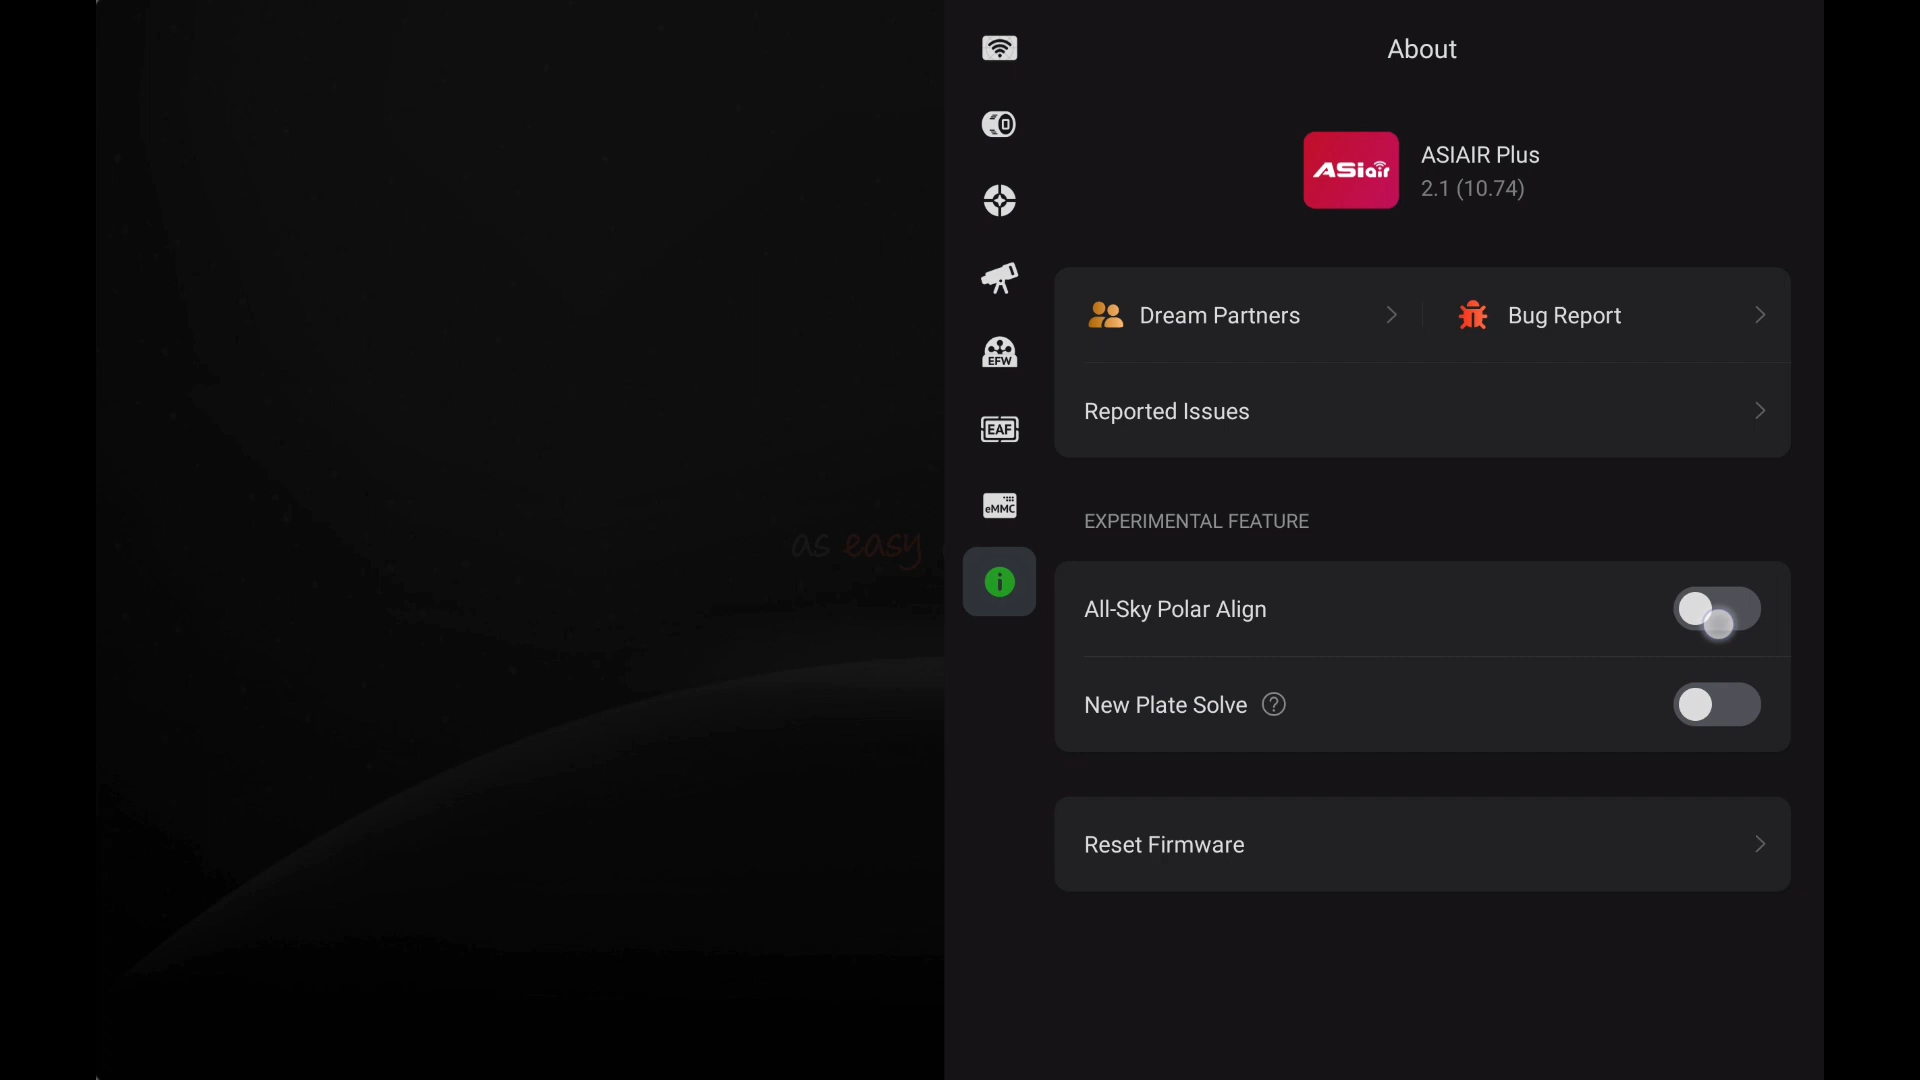 About
ASIair
ASIAIR Plus
2.1 (10.74)
Dream Partners
Bug Report
EFW
Reported Issues
EAF
eMMC
EXPERIMENTAL FEATURE
as easy
i
All-Sky Polar Align
New Plate Solve ?
Reset Firmware